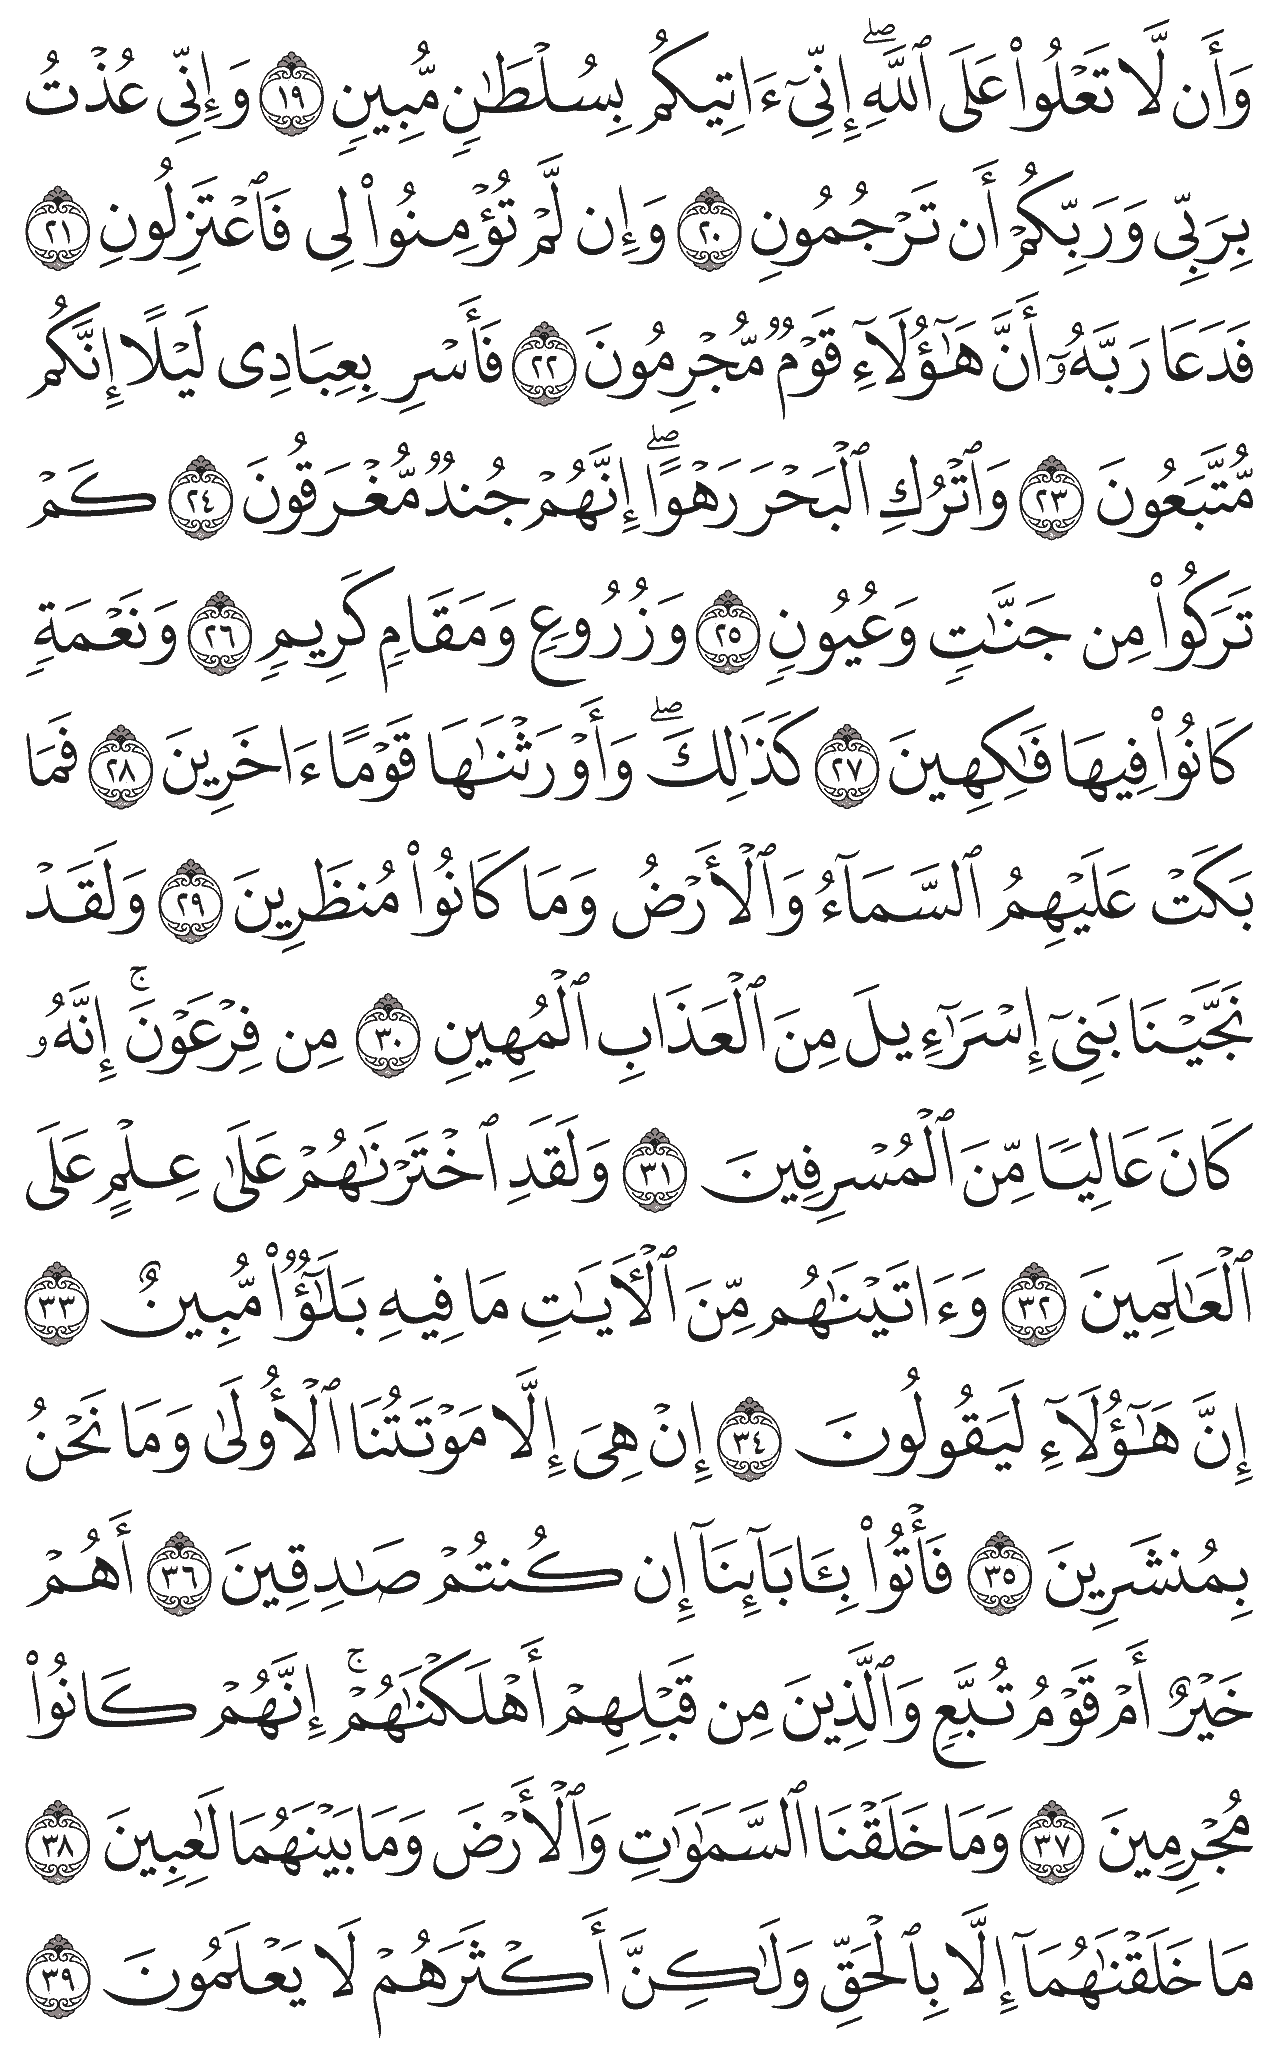 وَأَن لَّا تَعۡلُواْ عَلَى ٱللَّهِۖ إِنِّيٓ ءَاتِيكُم بِسُلۡطَٰنٖ مُّبِينٖ ١٩ وَإِنِّي عُذۡتُ
بِرَبِّي وَرَبِّكُمۡ أَن تَرۡجُمُونِ ٢٠ وَإِن لَّمۡ تُؤۡمِنُواْ لِي فَٱعۡتَزِلُونِ ٢١
فَدَعَا رَبَّهُۥٓ أَنَّ هَٰٓؤُلَآءِ قَوۡمٞ مُّجۡرِمُونَ ٢٢ فَأَسۡرِ بِعِبَادِي لَيۡلًا إِنَّكُم
مُّتَّبَعُونَ ٢٣ وَٱتۡرُكِ ٱلۡبَحۡرَ رَهۡوًاۖ إِنَّهُمۡ جُندٞ مُّغۡرَقُونَ ٢٤ كَمۡ
تَرَكُواْ مِن جَنَّٰتٖ وَعُيُونٖ ٢٥ وَزُرُوعٖ وَمَقَامٖ كَرِيمٖ ٢٦ وَنَعۡمَةٖ
كَانُواْ فِيهَا فَٰكِهِينَ ٢٧ كَذَٰلِكَۖ وَأَوۡرَثۡنَٰهَا قَوۡمًا ءَاخَرِينَ ٢٨ فَمَا
بَكَتۡ عَلَيۡهِمُ ٱلسَّمَآءُ وَٱلۡأَرۡضُ وَمَا كَانُواْ مُنظَرِينَ ٢٩ وَلَقَدۡ
نَجَّيۡنَا بَنِيٓ إِسۡرَٰٓءِيلَ مِنَ ٱلۡعَذَابِ ٱلۡمُهِينِ ٣٠ مِن فِرۡعَوۡنَۚ إِنَّهُۥ
كَانَ عَالِيٗا مِّنَ ٱلۡمُسۡرِفِينَ ٣١ وَلَقَدِ ٱخۡتَرۡنَٰهُمۡ عَلَىٰ عِلۡمٍ عَلَى
ٱلۡعَٰلَمِينَ ٣٢ وَءَاتَيۡنَٰهُم مِّنَ ٱلۡأٓيَٰتِ مَا فِيهِ بَلَٰٓؤٞاْ مُّبِينٌ ٣٣
إِنَّ هَٰٓؤُلَآءِ لَيَقُولُونَ ٣٤ إِنۡ هِيَ إِلَّا مَوۡتَتُنَا ٱلۡأُولَىٰ وَمَا نَحۡنُ
بِمُنشَرِينَ ٣٥ فَأۡتُواْ بِـَٔابَآئِنَآ إِن كُنتُمۡ صَٰدِقِينَ ٣٦ أَهُمۡ
خَيۡرٌ أَمۡ قَوۡمُ تُبَّعٖ وَٱلَّذِينَ مِن قَبۡلِهِمۡ أَهۡلَكۡنَٰهُمۡۚ إِنَّهُمۡ كَانُواْ
مُجۡرِمِينَ ٣٧ وَمَا خَلَقۡنَا ٱلسَّمَٰوَٰتِ وَٱلۡأَرۡضَ وَمَا بَيۡنَهُمَا لَٰعِبِينَ ٣٨
مَا خَلَقۡنَٰهُمَآ إِلَّا بِٱلۡحَقِّ وَلَٰكِنَّ أَكۡثَرَهُمۡ لَا يَعۡلَمُونَ ٣٩